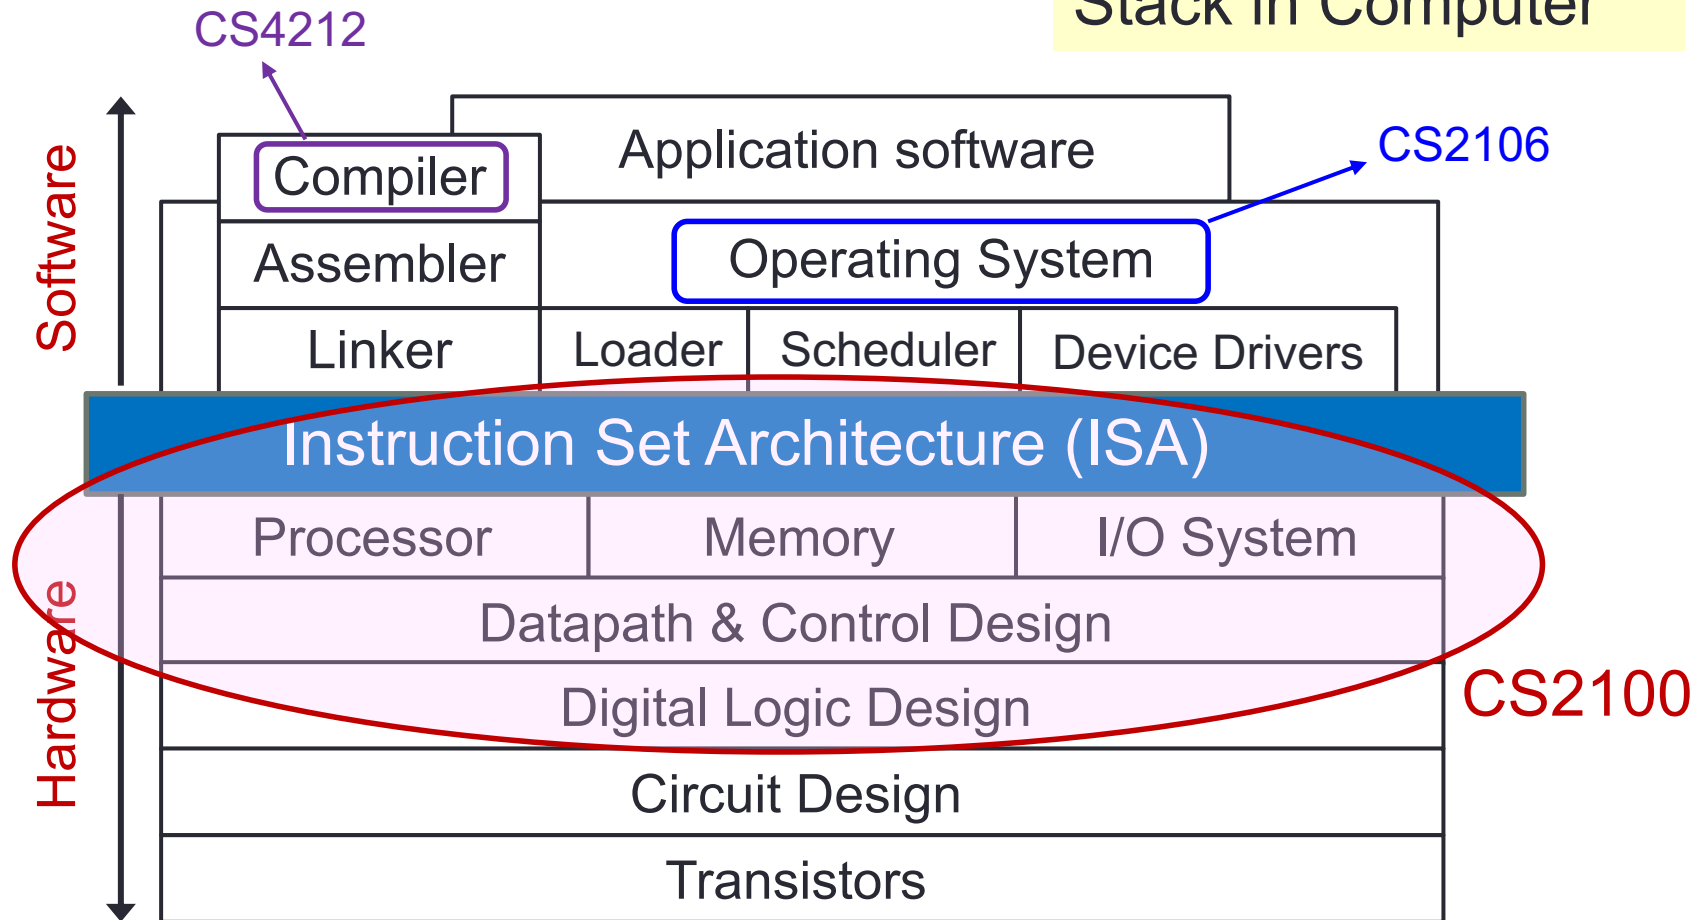 Stack in Computer
CS4212
Application software
CS2106
Compiler
Software
Assembler
Operating System
Linker
Loader
Scheduler
Device Drivers
Instruction Set Architecture (ISA)
Processor
Memory
I/O System
Hardware
Datapath & Control Design
Digital Logic Design
CS2100
Circuit Design
Transistors